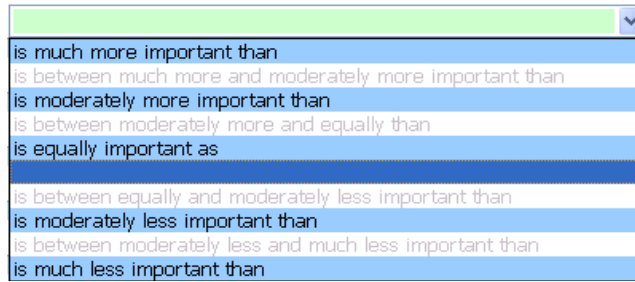 is much more important than
is between much more and moderately more important than
is moderately more important than
is between moderately more and equally than
is equally important as
is between equally and moderately less important than
is moderately less important than
is between moderately less and much less important than
is much less important than